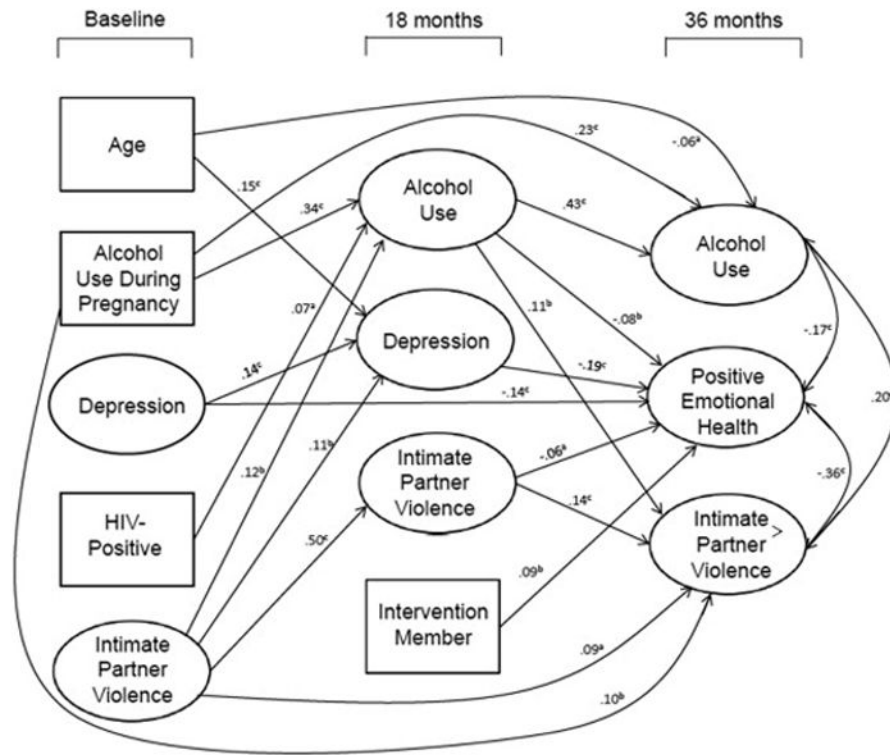 Baseline
18 months
36 months
Age
Alcohol
Use During
Pregnancy
Depression
HIV-
Positive
Intimate
Partner
Violence
Alcohol
Use
Depression
Intimate
Partner
Violence
Intervention
Member
Alcohol
Use
Positive
Emotional
Health
Intimate
Partner
Violence
-.06ᵃ
.23ᶜ
.15ᶜ
.34ᶜ
.43ᶜ
.07ᵃ
.11ᵇ
-.08ᵇ
-.17ᶜ
.14ᶜ
-.19ᶜ
-.14ᶜ
.20ᶜ
.12ᵇ
.11ᵇ
-.06ᵃ
-.36ᶜ
.14ᶜ
.50ᶜ
.09ᵇ
.09ᵃ
.10ᵇ